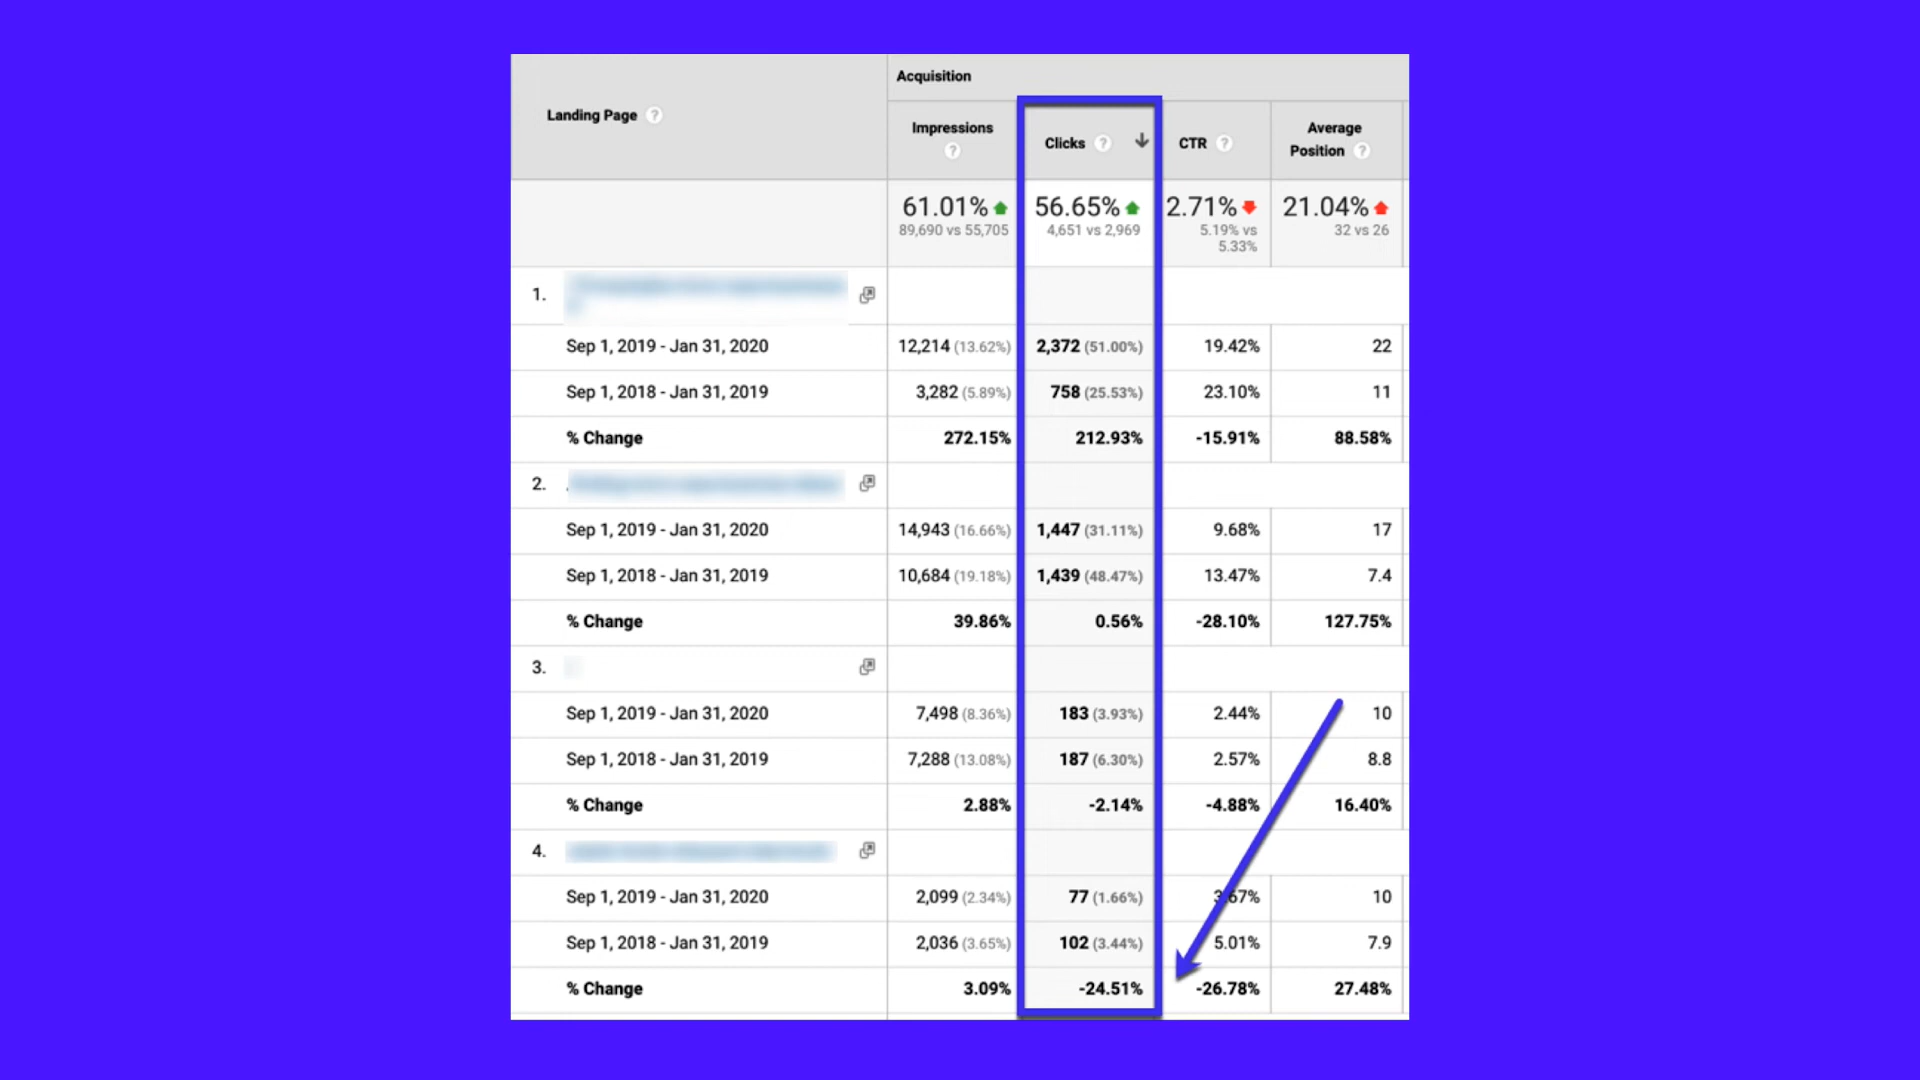 Acquisition
Landing Page ?
Impressions ?
Clicks ?
CTR ?
Average Position ?
61.01% 56.65% 2.71% 21.04%
89,690 vs 55,705 4,651 vs 2,969 5.19% vs 5.33% 32 vs 26
1.
Sep 1, 2019 - Jan 31, 2020 12,214 (13.62%) 2,372 (51.00%) 19.42% 22
Sep 1, 2018 - Jan 31, 2019 3,282 (5.89%) 758 (25.53%) 23.10% 11
% Change 272.15% 212.93% -15.91% 88.58%
2.
Sep 1, 2019 - Jan 31, 2020 14,943 (16.66%) 1,447 (31.11%) 9.68% 17
Sep 1, 2018 - Jan 31, 2019 10,684 (19.18%) 1,439 (48.47%) 13.47% 7.4
% Change 39.86% 0.56% -28.10% 127.75%
3.
Sep 1, 2019 - Jan 31, 2020 7,498 (8.36%) 183 (3.93%) 2.44% 10
Sep 1, 2018 - Jan 31, 2019 7,288 (13.08%) 187 (6.30%) 2.57% 8.8
% Change 2.88% -2.14% -4.88% 16.40%
4.
Sep 1, 2019 - Jan 31, 2020 2,099 (2.34%) 77 (1.66%) 3.67% 10
Sep 1, 2018 - Jan 31, 2019 2,036 (3.65%) 102 (3.44%) 5.01% 7.9
% Change 3.09% -24.51% -26.78% 27.48%